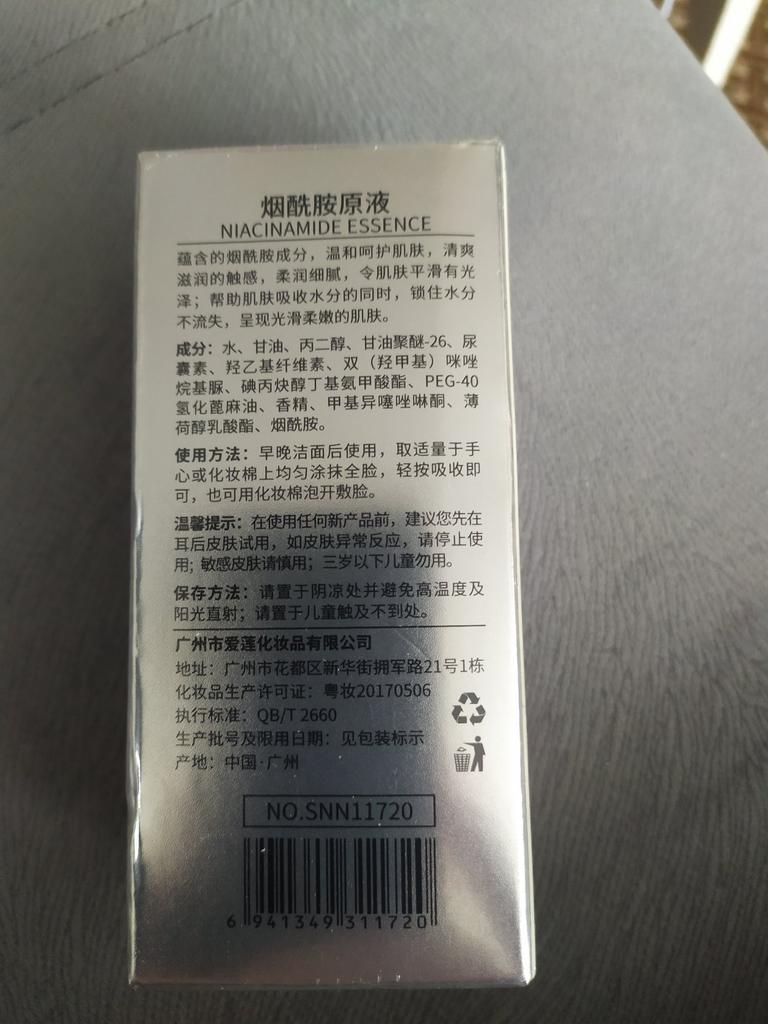 烟酰胺原液
NIACINAMIDE ESSENCE
蕴含的烟酰胺成分，温和呵护肌肤，清爽
滋润的触感，柔润细腻，令肌肤平滑有光
泽；帮助肌肤吸收水分的同时，锁住水分
不流失，呈现光滑柔嫩的肌肤。
成分：水、甘油、丙二醇、甘油聚醚-26、尿
囊素、羟乙基纤维素、双（羟甲基）咪唑
烷基脲、碘丙炔醇丁基氨甲酸酯、PEG-40
氢化蓖麻油、香精、甲基异噻唑啉酮、薄
荷醇乳酸酯、烟酰胺。
使用方法：早晚洁面后使用，取适量于手
心或化妆棉上均匀涂抹全脸，轻按吸收即
可，也可用化妆棉泡开敷脸。
温馨提示：在使用任何新产品前，建议您先在
耳后皮肤试用，如皮肤异常反应，请停止使
用；敏感皮肤请慎用；三岁以下儿童勿用。
保存方法：请置于阴凉处并避免高温度及
阳光直射；请置于儿童触及不到处。
广州市爱莲化妆品有限公司
地址：广州市花都区新华街拥军路21号1栋
化妆品生产许可证：粤妆20170506
执行标准：QB/T 2660
生产批号及限用日期：见包装标示
产地：中国·广州
NO.SNN11720
6 941349 311720